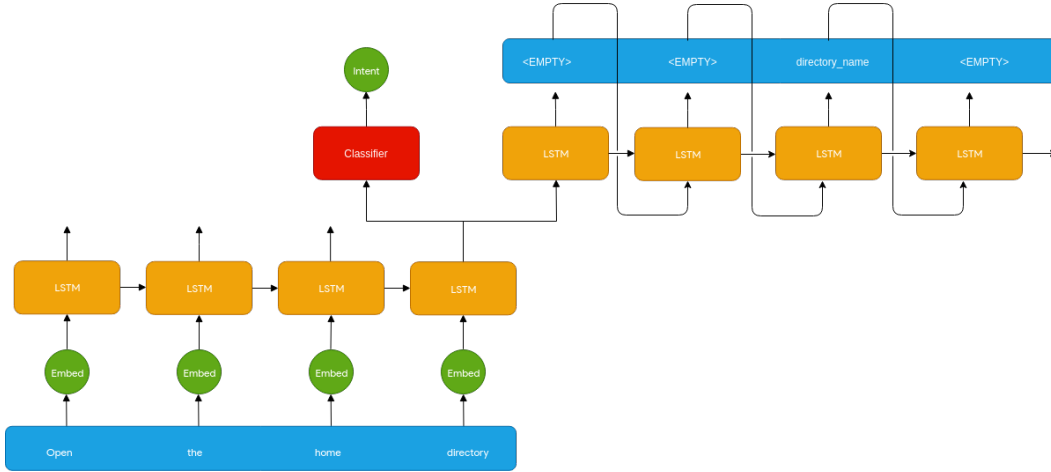 <EMPTY> <EMPTY> directory_name <EMPTY>
Intent
Classifier
LSTM LSTM LSTM LSTM
LSTM LSTM LSTM LSTM
Embed Embed Embed Embed
Open the home directory